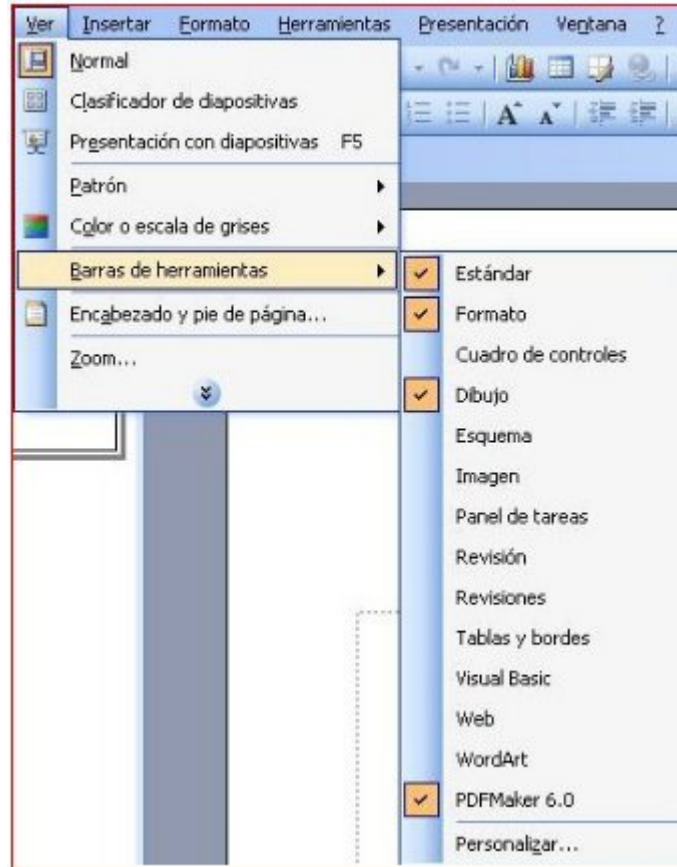 Ver Insertar Formato Herramientas Presentación Ventana ?
Normal
Clasificador de diapositivas
Presentación con diapositivas F5
Patrón
Color o escala de grises
Barras de herramientas
Encabezado y pie de página...
Zoom...
Estándar
Formato
Cuadro de controles
Dibujo
Esquema
Imagen
Panel de tareas
Revisión
Revisiones
Tablas y bordes
Visual Basic
Web
WordArt
PDFMaker 6.0
Personalizar...